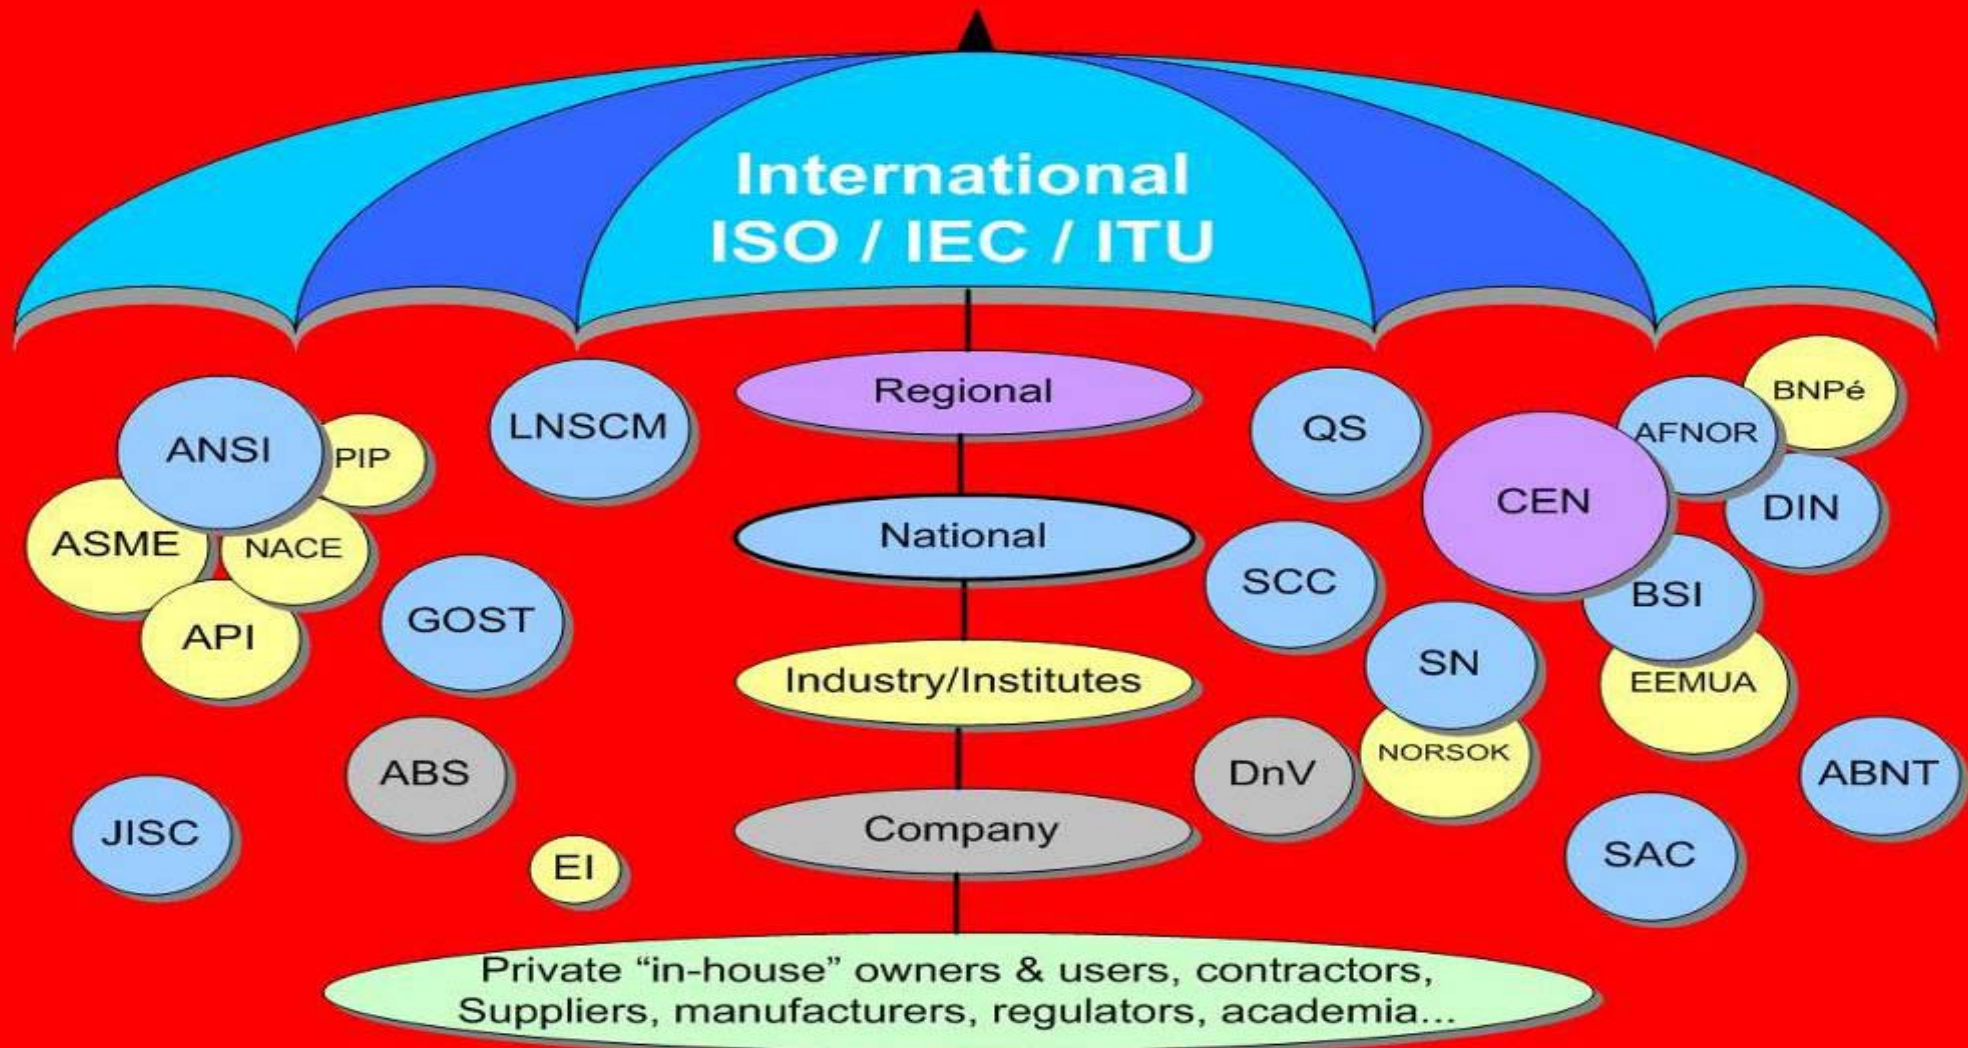 International
ISO / IEC / ITU
Regional
BNPé
LNSCM
QS
AFNOR
ANSI
PIP
CEN
DIN
National
ASME
NACE
SCC
BSI
GOST
API
SN
Industry/Institutes
EEMUA
NORSOK
ABS
DnV
ABNT
Company
JISC
SAC
EI
Private “in-house” owners & users, contractors,
Suppliers, manufacturers, regulators, academia...